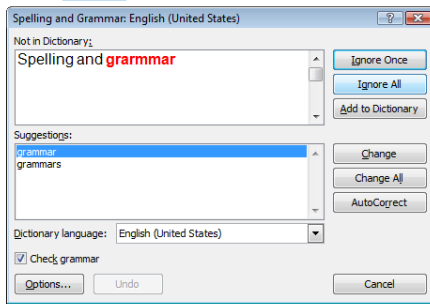 Spelling and Grammar: English (United States)
Not in Dictionary:
Spelling and grarmmar
Ignore Once
Ignore All
Add to Dictionary
Suggestions:
grammar
grammars
Change
Change All
AutoCorrect
Dictionary language: English (United States)
Check grammar
Options... Undo Cancel